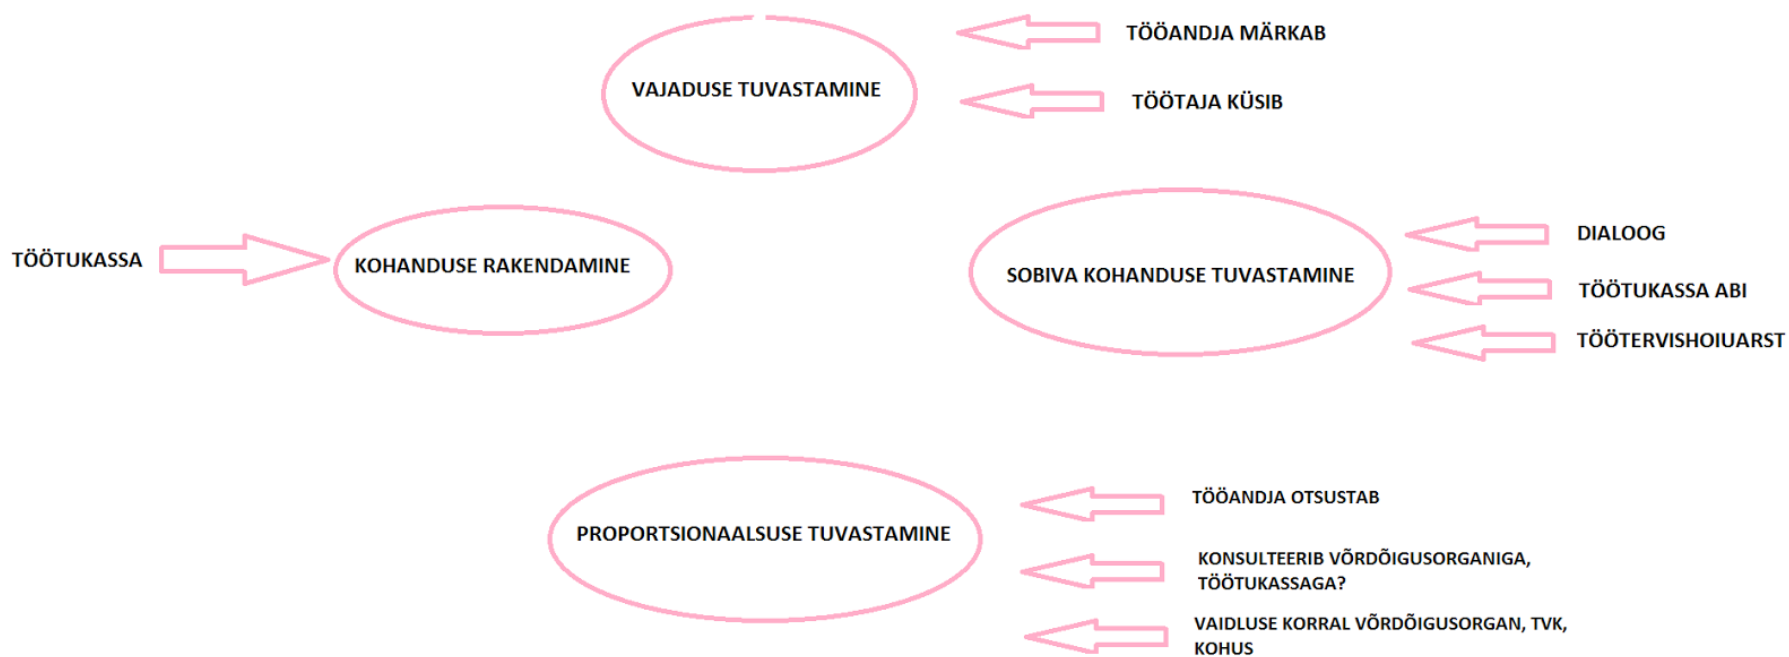 TÖÖANDJA MÄRKAB
VAJADUSE TUVASTAMINE
TÖÖTAJA KÜSIB
DIALOOG
TÖÖTUKASSA
KOHANDUSE RAKENDAMINE
SOBIVA KOHANDUSE TUVASTAMINE
TÖÖTUKASSA ABI
TÖÖTERVISHOIUARST
TÖÖANDJA OTSUSTAB
PROPORTSIONAALSUSE TUVASTAMINE
KONSULTEERIB VÕRDÕIGUSORGANIGA,
TÖÖTUKASSAGA?
VAIDLUSE KORRAL VÕRDÕIGUSORGAN, TVK,
KOHUS